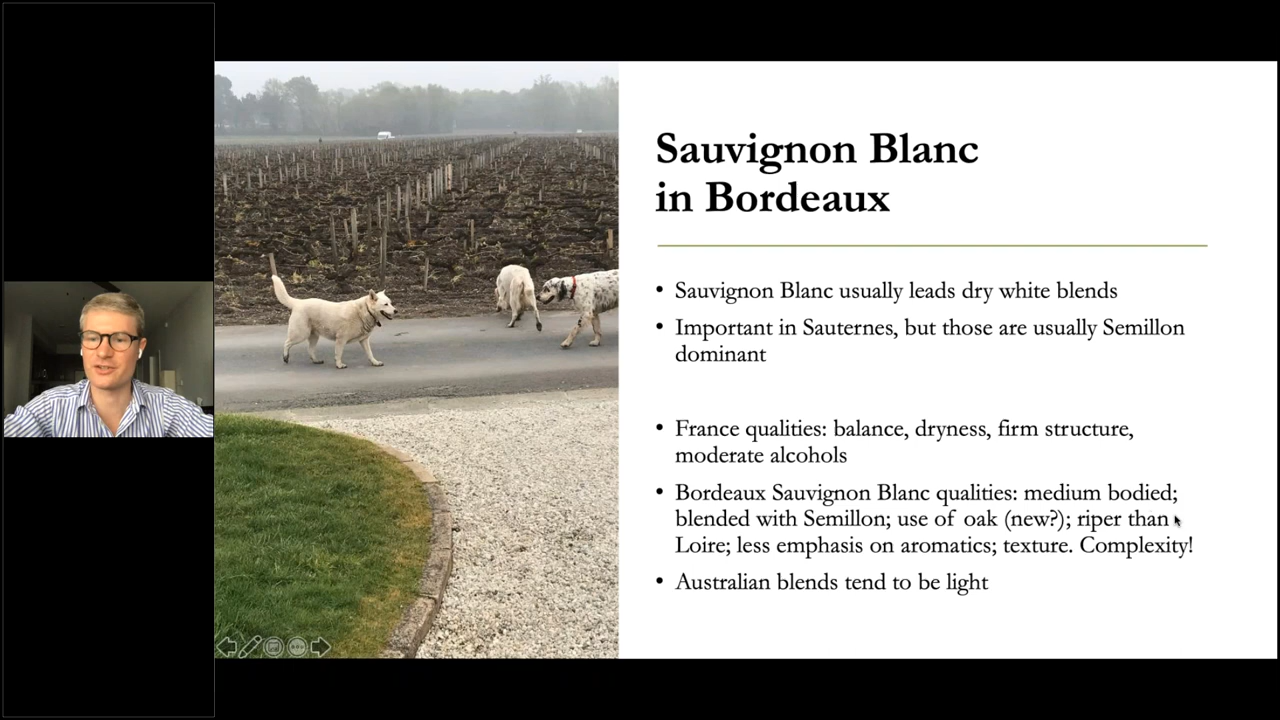 Sauvignon Blanc
in Bordeaux
• Sauvignon Blanc usually leads dry white blends
• Important in Sauternes, but those are usually Semillon
dominant
• France qualities: balance, dryness, firm structure,
moderate alcohols
• Bordeaux Sauvignon Blanc qualities: medium bodied;
blended with Semillon; use of oak (new?); riper than
Loire; less emphasis on aromatics; texture. Complexity!
• Australian blends tend to be light